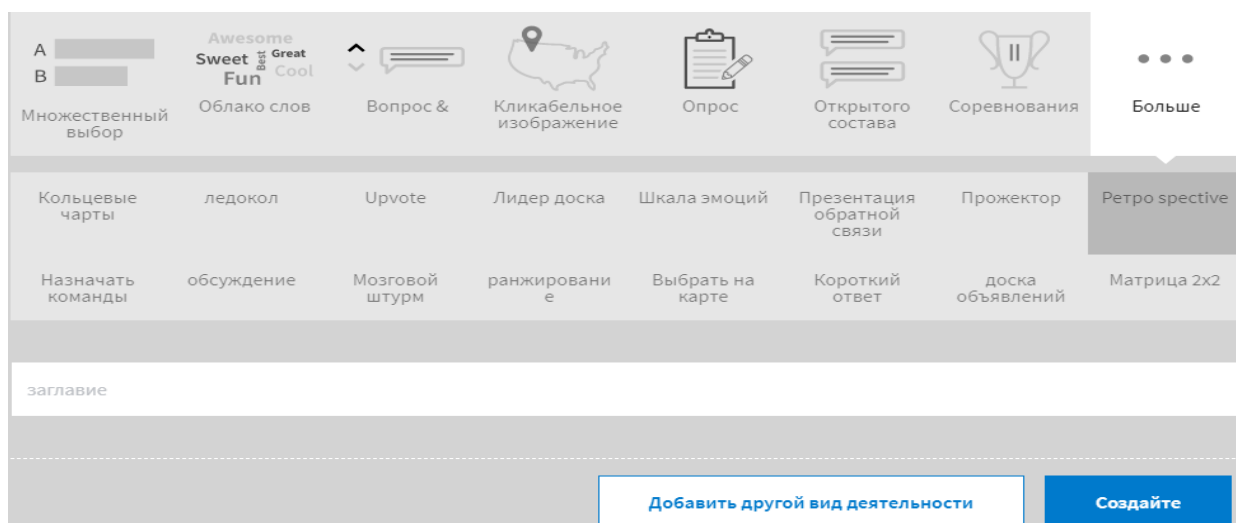 A
B
Множественный
выбор
Awesome
Sweet Best Great
Fun Cool
Облако слов
Вопрос &
Кликабельное
изображение
Опрос
Открытого
состава
Соревнования
Больше
Кольцевые
чарты
ледокол
Upvote
Лидер доска
Шкала эмоций
Презентация
обратной
связи
Прожектор
Ретро spective
Назначать
команды
обсуждение
Мозговой
штурм
ранжировани
е
Выбрать на
карте
Короткий
ответ
доска
объявлений
Матрица 2x2
заглавие
Добавить другой вид деятельности
Создайте